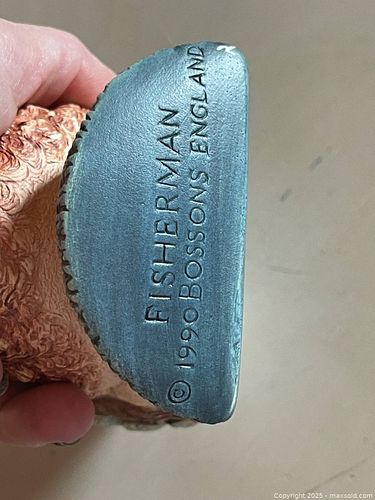 FISHERMAN
© 1990 BOSSONS ENGLAND
Copyright 2025 - maxsold.com